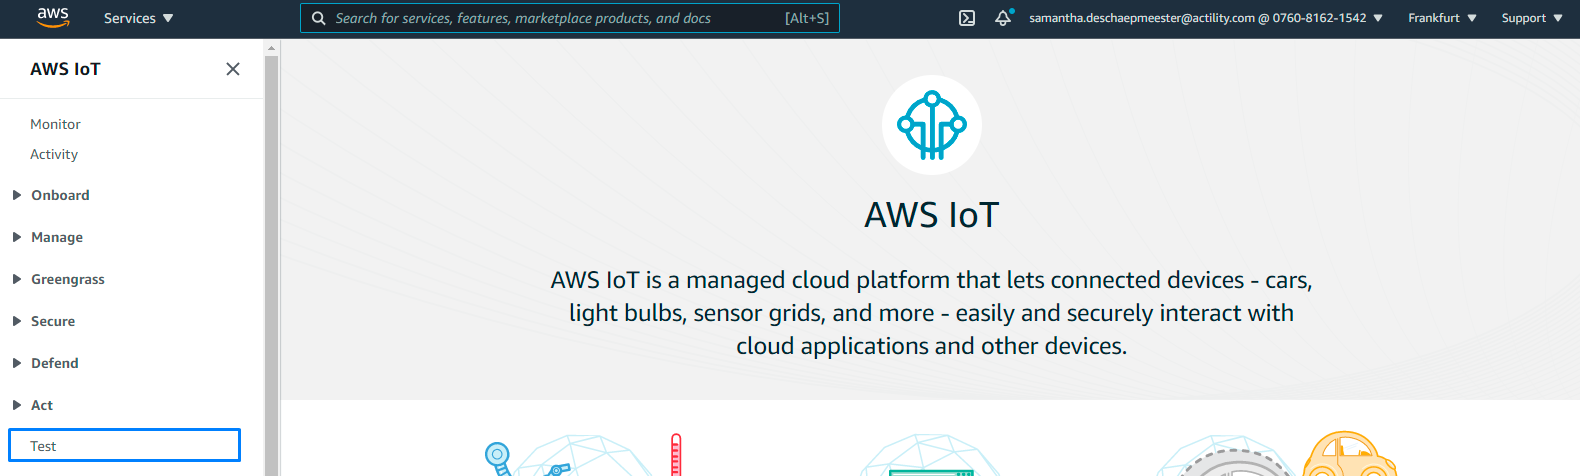 aws
Services
Search for services, features, marketplace products, and docs
[Alt+S]
samantha.deschaepmeester@actility.com @ 0760-8162-1542
Frankfurt
Support
AWS IoT
Monitor
Activity
Onboard
Manage
Greengrass
Secure
Defend
Act
Test
AWS IoT
AWS IoT is a managed cloud platform that lets connected devices - cars,
light bulbs, sensor grids, and more - easily and securely interact with
cloud applications and other devices.